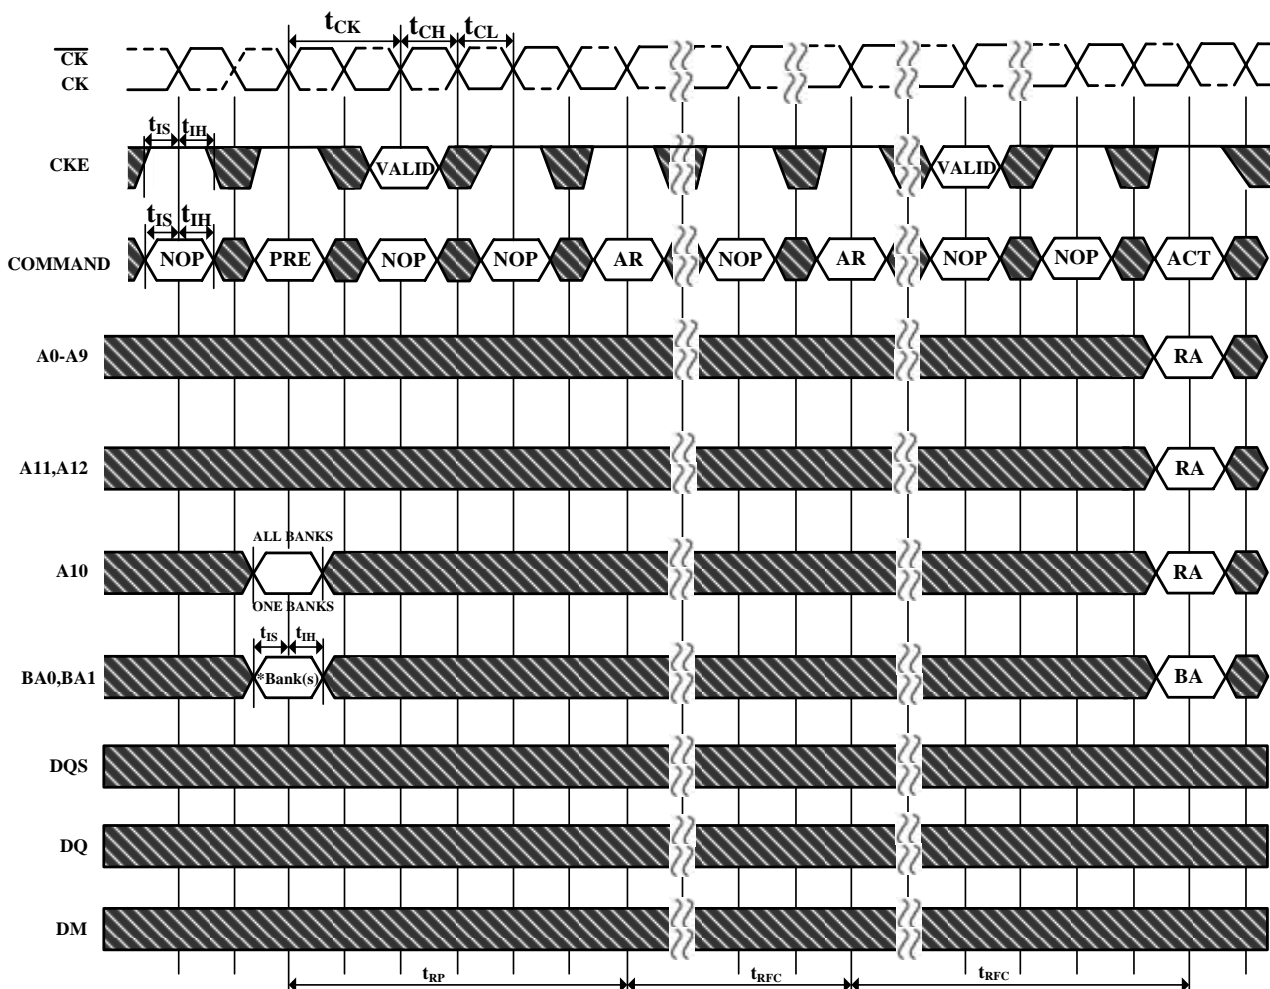 tCK tCH tCL
CK
CK
tIS tIH
CKE VALID VALID
tIS tIH
COMMAND NOP PRE NOP NOP AR NOP AR NOP NOP ACT
A0-A9 RA
A11,A12 RA
ALL BANKS
A10 RA
ONE BANKS
tIS tIH
BA0,BA1 *Bank(s) BA
DQS
DQ
DM
tRP tRFC tRFC